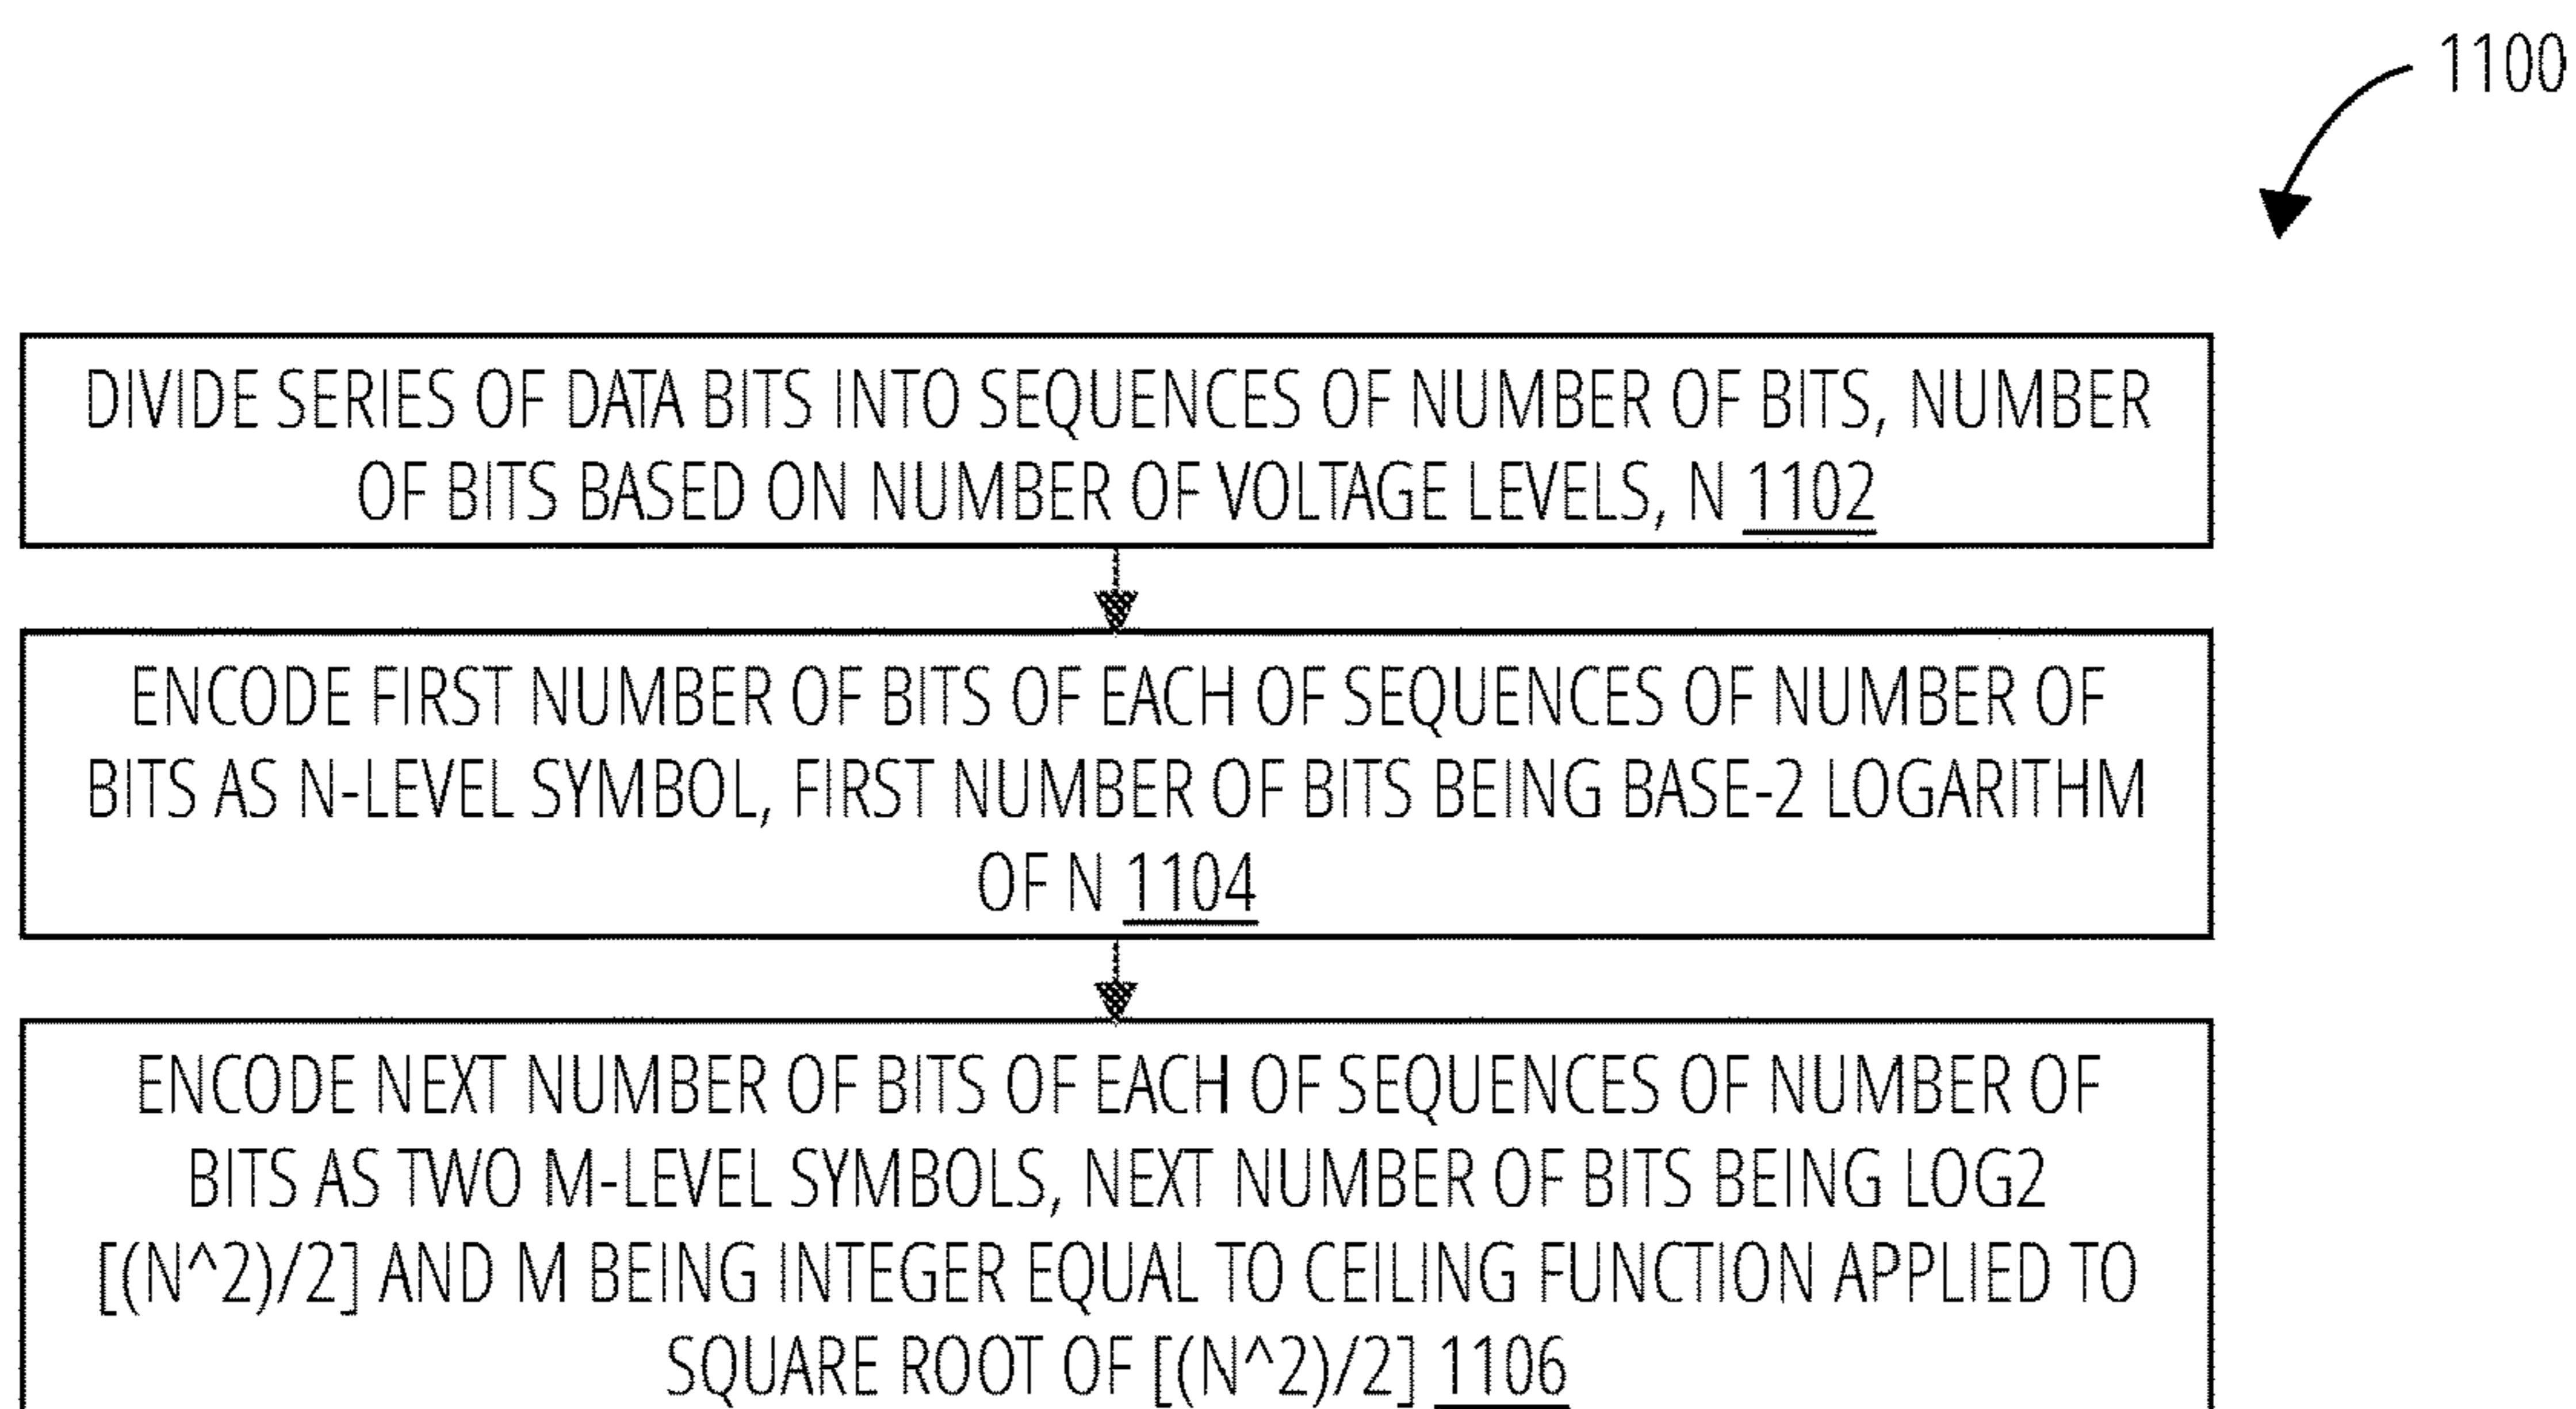 1100
DIVIDE SERIES OF DATA BITS INTO SEQUENCES OF NUMBER OF BITS, NUMBER
OF BITS BASED ON NUMBER OF VOLTAGE LEVELS, N 1102
ENCODE FIRST NUMBER OF BITS OF EACH OF SEQUENCES OF NUMBER OF
BITS AS N-LEVEL SYMBOL, FIRST NUMBER OF BITS BEING BASE-2 LOGARITHM
OF N 1104
ENCODE NEXT NUMBER OF BITS OF EACH OF SEQUENCES OF NUMBER OF
BITS AS TWO M-LEVEL SYMBOLS, NEXT NUMBER OF BITS BEING LOG2
[(N^2)/2] AND M BEING INTEGER EQUAL TO CEILING FUNCTION APPLIED TO
SQUARE ROOT OF [(N^2)/2] 1106